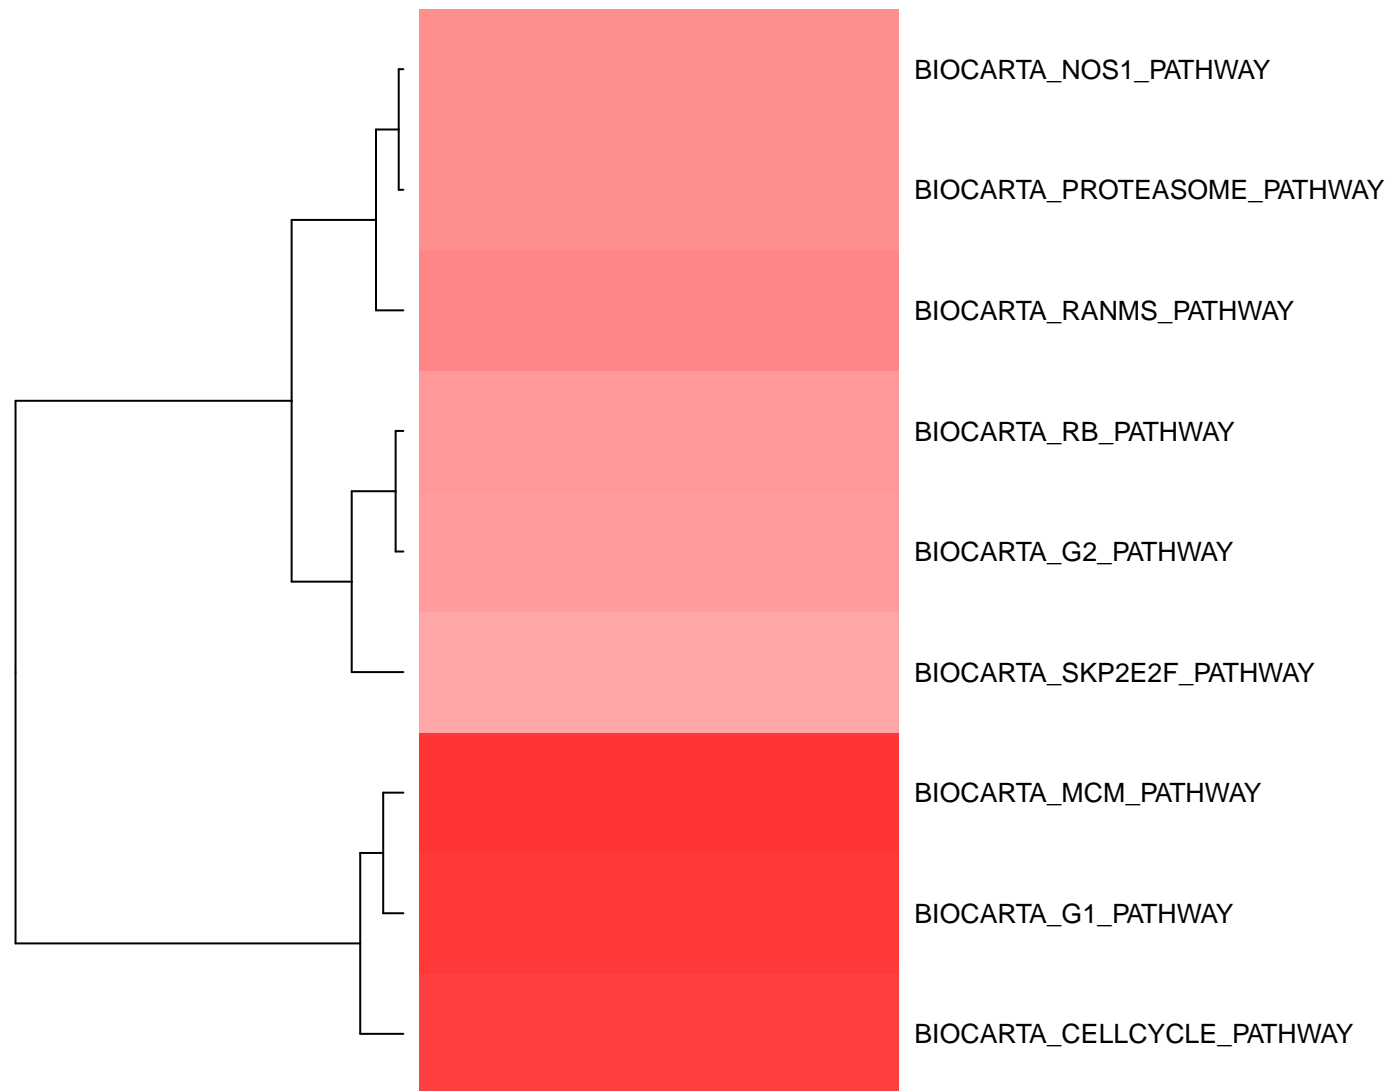 BIOCARTA_NOS1_PATHWAY
BIOCARTA_PROTEASOME_PATHWAY
BIOCARTA_RANMS_PATHWAY
BIOCARTA_RB_PATHWAY
BIOCARTA_G2_PATHWAY
BIOCARTA_SKP2E2F_PATHWAY
BIOCARTA_MCM_PATHWAY
BIOCARTA_G1_PATHWAY
BIOCARTA_CELLCYCLE_PATHWAY